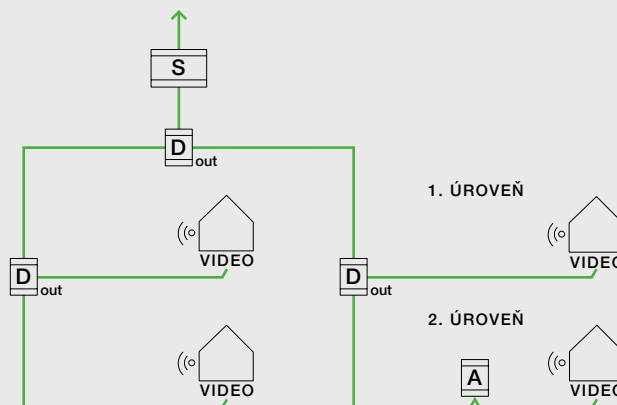 S
D
out
1. ÚROVEŇ
VIDEO
VIDEO
D
out
D
out
2. ÚROVEŇ
A
VIDEO
VIDEO